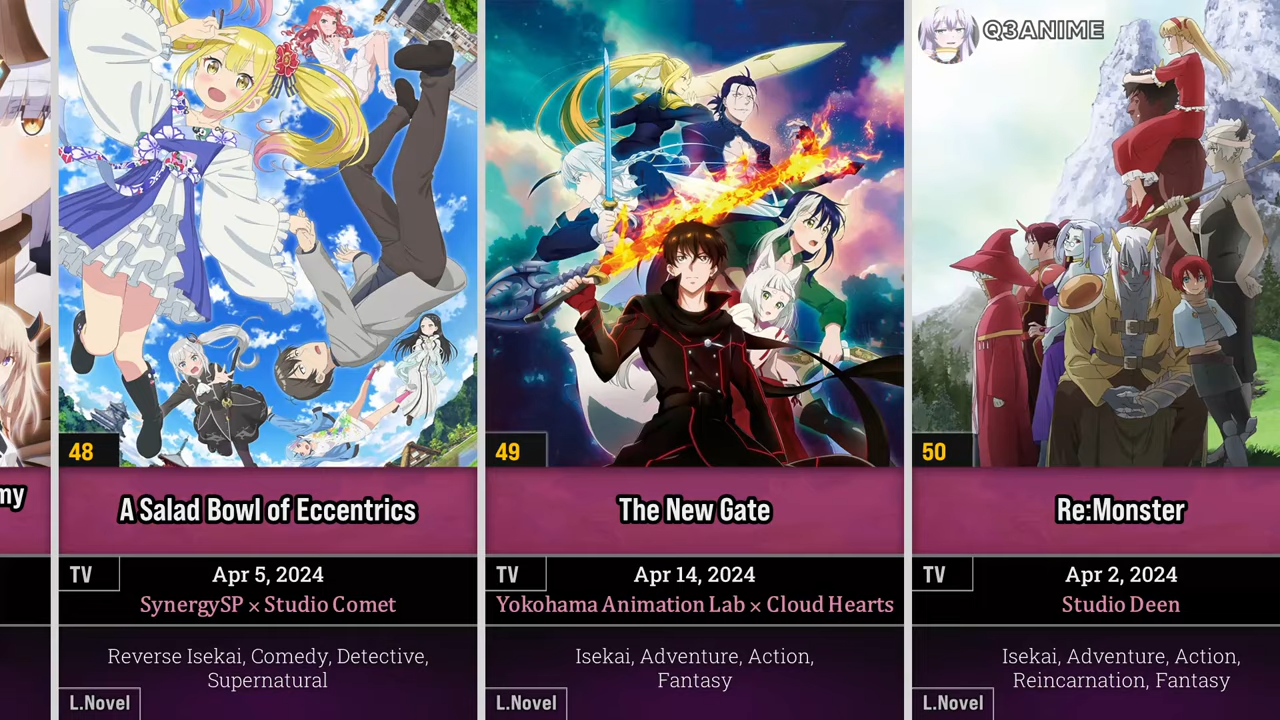 Q3ANIME
my
48
A Salad Bowl of Eccentrics
TV
Apr 5, 2024
SynergySP × Studio Comet
Reverse Isekai, Comedy, Detective,
Supernatural
L.Novel
49
The New Gate
TV
Apr 14, 2024
Yokohama Animation Lab × Cloud Hearts
Isekai, Adventure, Action,
Fantasy
L.Novel
50
Re:Monster
TV
Apr 2, 2024
Studio Deen
Isekai, Adventure, Action,
Reincarnation, Fantasy
L.Novel